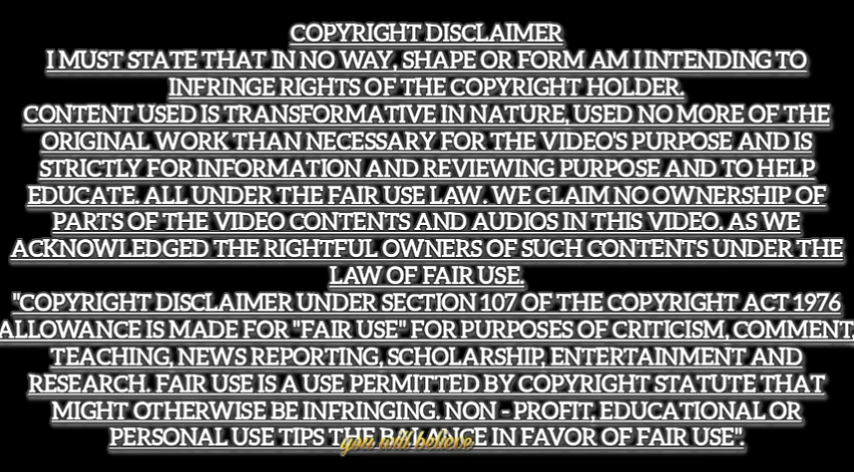 COPYRIGHT DISCLAIMER
I MUST STATE THAT IN NO WAY, SHAPE OR FORM AM I INTENDING TO
INFRINGE RIGHTS OF THE COPYRIGHT HOLDER.
CONTENT USED IS TRANSFORMATIVE IN NATURE, USED NO MORE OF THE
ORIGINAL WORK THAN NECESSARY FOR THE VIDEO'S PURPOSE AND IS
STRICTLY FOR INFORMATION AND REVIEWING PURPOSE AND TO HELP
EDUCATE. ALL UNDER THE FAIR USE LAW. WE CLAIM NO OWNERSHIP OF
PARTS OF THE VIDEO CONTENTS AND AUDIOS IN THIS VIDEO. AS WE
ACKNOWLEDGED THE RIGHTFUL OWNERS OF SUCH CONTENTS UNDER THE
LAW OF FAIR USE.
"COPYRIGHT DISCLAIMER UNDER SECTION 107 OF THE COPYRIGHT ACT 1976
ALLOWANCE IS MADE FOR "FAIR USE" FOR PURPOSES OF CRITICISM, COMMENT,
TEACHING, NEWS REPORTING, SCHOLARSHIP, ENTERTAINMENT AND
RESEARCH. FAIR USE IS A USE PERMITTED BY COPYRIGHT STATUTE THAT
MIGHT OTHERWISE BE INFRINGING. NON - PROFIT, EDUCATIONAL OR
PERSONAL USE TIPS THE BALANCE IN FAVOR OF FAIR USE".
you will believe